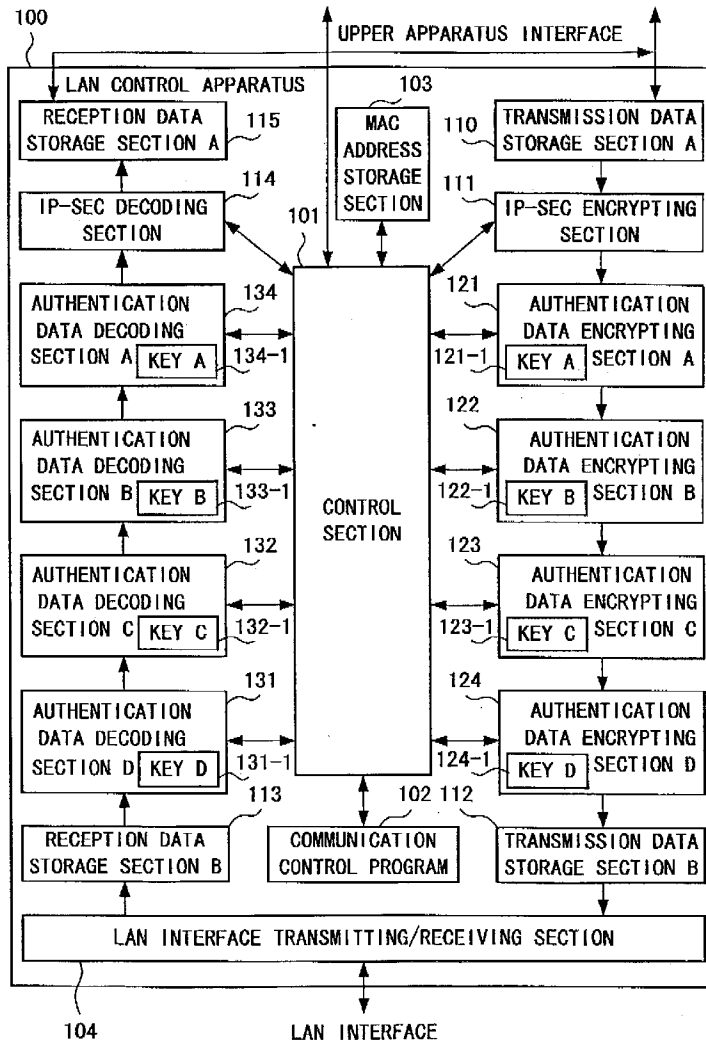 100
UPPER APPARATUS INTERFACE
LAN CONTROL APPARATUS
RECEPTION DATA
STORAGE SECTION A
115
103
MAC
ADDRESS
STORAGE
SECTION
110
TRANSMISSION DATA
STORAGE SECTION A
114
IP-SEC DECODING
SECTION
101
111
IP-SEC ENCRYPTING
SECTION
134
AUTHENTICATION
DATA DECODING
SECTION A
KEY A
134-1
121
AUTHENTICATION
DATA ENCRYPTING
SECTION A
KEY A
121-1
133
AUTHENTICATION
DATA DECODING
SECTION B
KEY B
133-1
122
AUTHENTICATION
DATA ENCRYPTING
SECTION B
KEY B
122-1
CONTROL
SECTION
132
AUTHENTICATION
DATA DECODING
SECTION C
KEY C
132-1
123
AUTHENTICATION
DATA ENCRYPTING
SECTION C
KEY C
123-1
131
AUTHENTICATION
DATA DECODING
SECTION D
KEY D
131-1
124
AUTHENTICATION
DATA ENCRYPTING
SECTION D
KEY D
124-1
113
RECEPTION DATA
STORAGE SECTION B
102
COMMUNICATION
CONTROL PROGRAM
112
TRANSMISSION DATA
STORAGE SECTION B
LAN INTERFACE TRANSMITTING/RECEIVING SECTION
104
LAN INTERFACE